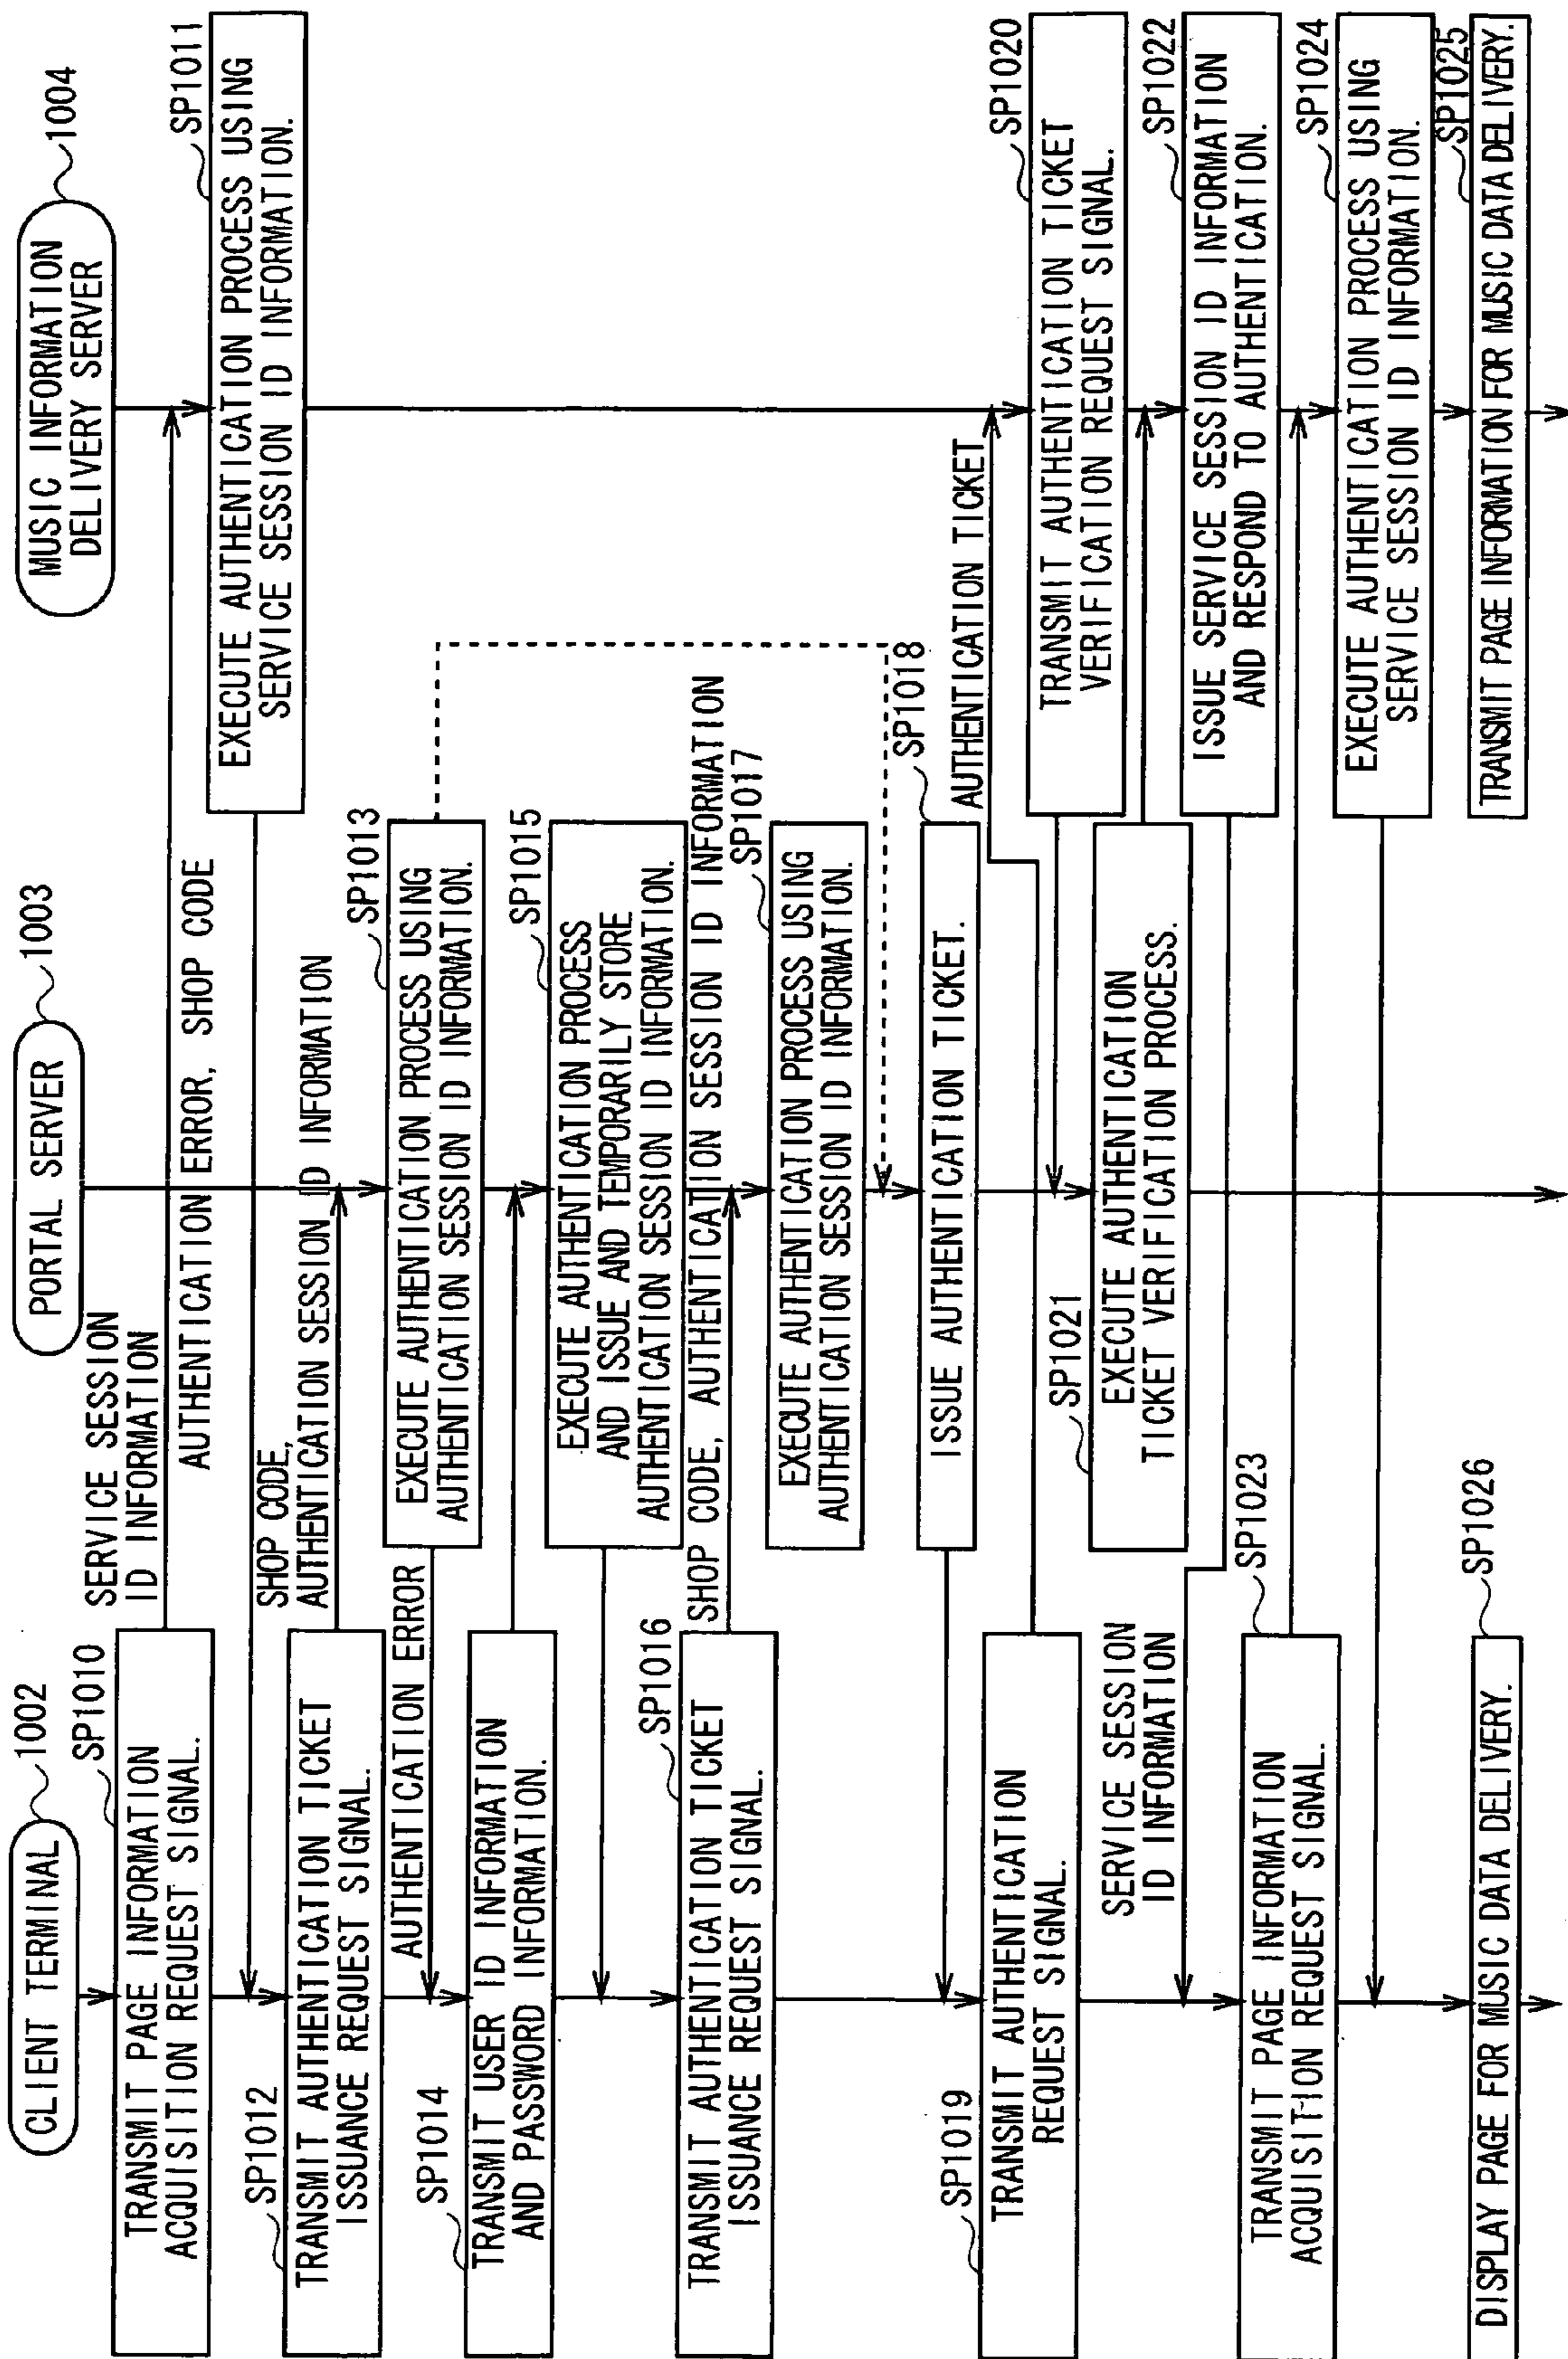 CLIENT TERMINAL
1002
PORTAL SERVER
1003
MUSIC INFORMATION
DELIVERY SERVER
1004
SP1010
TRANSMIT PAGE INFORMATION
ACQUISITION REQUEST SIGNAL.
SERVICE SESSION
ID INFORMATION
SP1011
EXECUTE AUTHENTICATION PROCESS USING
SERVICE SESSION ID INFORMATION.
AUTHENTICATION ERROR, SHOP CODE
SP1012
TRANSMIT AUTHENTICATION TICKET
ISSUANCE REQUEST SIGNAL.
SHOP CODE,
AUTHENTICATION SESSION ID INFORMATION
SP1013
EXECUTE AUTHENTICATION PROCESS USING
AUTHENTICATION SESSION ID INFORMATION.
AUTHENTICATION ERROR
SP1014
TRANSMIT USER ID INFORMATION
AND PASSWORD INFORMATION.
SP1015
EXECUTE AUTHENTICATION PROCESS
AND ISSUE AND TEMPORARILY STORE
AUTHENTICATION SESSION ID INFORMATION.
SP1016
TRANSMIT AUTHENTICATION TICKET
ISSUANCE REQUEST SIGNAL.
SHOP CODE, AUTHENTICATION SESSION ID INFORMATION
SP1017
EXECUTE AUTHENTICATION PROCESS USING
AUTHENTICATION SESSION ID INFORMATION.
SP1018
ISSUE AUTHENTICATION TICKET.
SP1019
TRANSMIT AUTHENTICATION
REQUEST SIGNAL.
AUTHENTICATION TICKET
SP1020
TRANSMIT AUTHENTICATION TICKET
VERIFICATION REQUEST SIGNAL.
SP1021
EXECUTE AUTHENTICATION
TICKET VERIFICATION PROCESS.
SP1022
ISSUE SERVICE SESSION ID INFORMATION
AND RESPOND TO AUTHENTICATION.
SERVICE SESSION
ID INFORMATION
SP1023
TRANSMIT PAGE INFORMATION
ACQUISITION REQUEST SIGNAL.
SP1024
EXECUTE AUTHENTICATION PROCESS USING
SERVICE SESSION ID INFORMATION.
SP1025
TRANSMIT PAGE INFORMATION FOR MUSIC DATA DELIVERY.
SP1026
DISPLAY PAGE FOR MUSIC DATA DELIVERY.